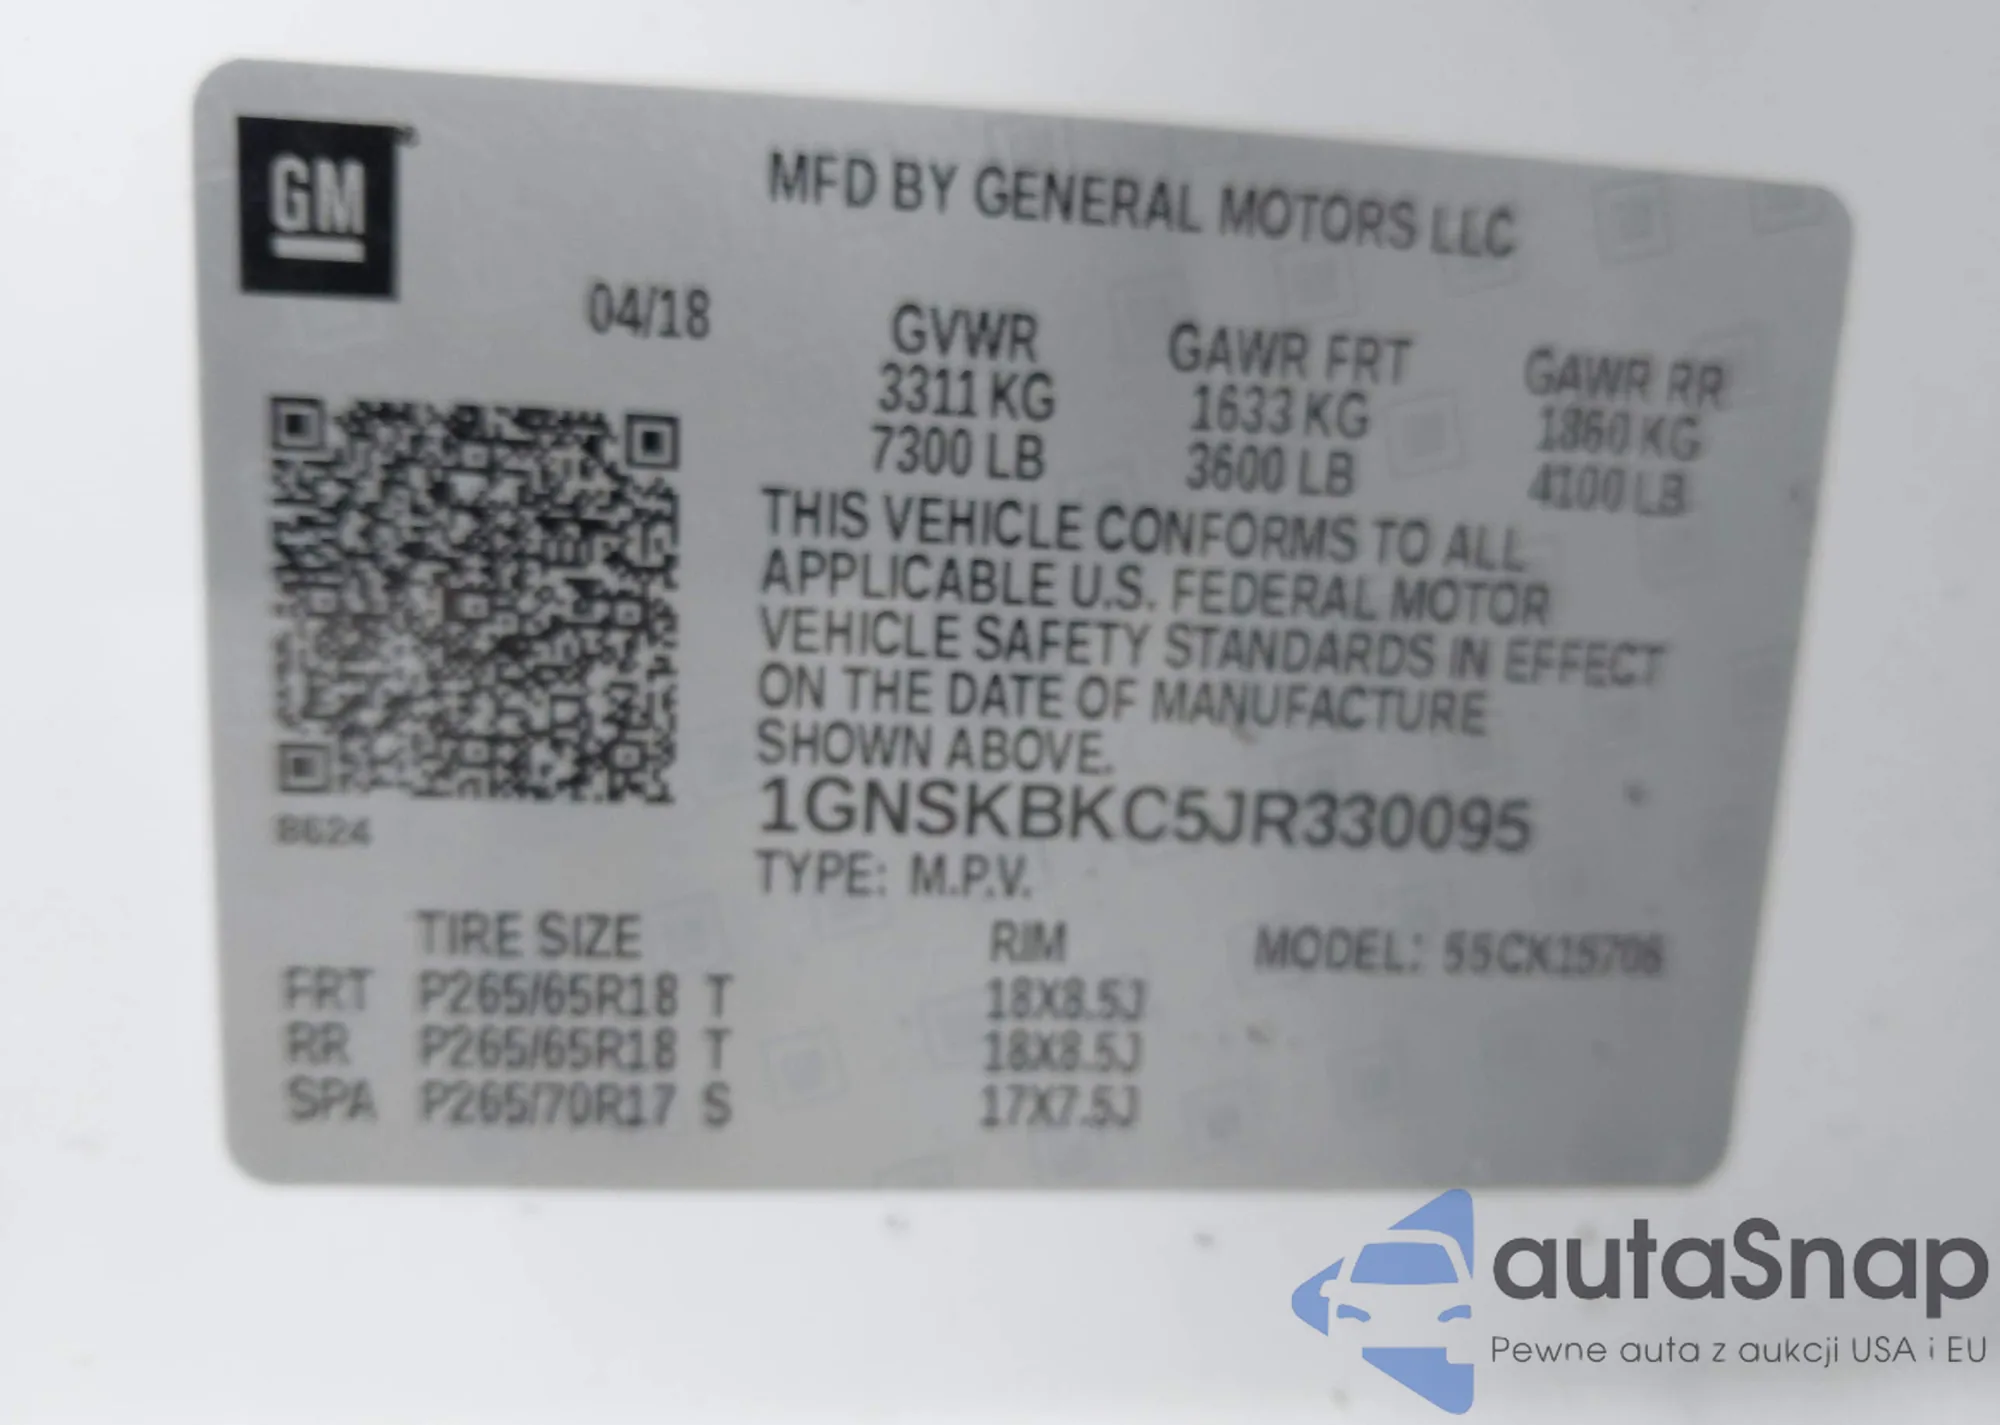 GM
MFD BY GENERAL MOTORS LLC
04/18
GVWR GAWR FRT GAWR RR
3311 KG 1633 KG 1860 KG
7300 LB 3600 LB 4100 LB
THIS VEHICLE CONFORMS TO ALL
APPLICABLE U.S. FEDERAL MOTOR
VEHICLE SAFETY STANDARDS IN EFFECT
ON THE DATE OF MANUFACTURE
SHOWN ABOVE.
1GNSKBKC5JR330095
8624
TYPE: M.P.V.
TIRE SIZE RIM MODEL: 55CK15706
FRT P265/65R18 T 18X8.5J
RR P265/65R18 T 18X8.5J
SPA P265/70R17 S 17X7.5J
autaSnap
Pewne auta z aukcji USA i EU